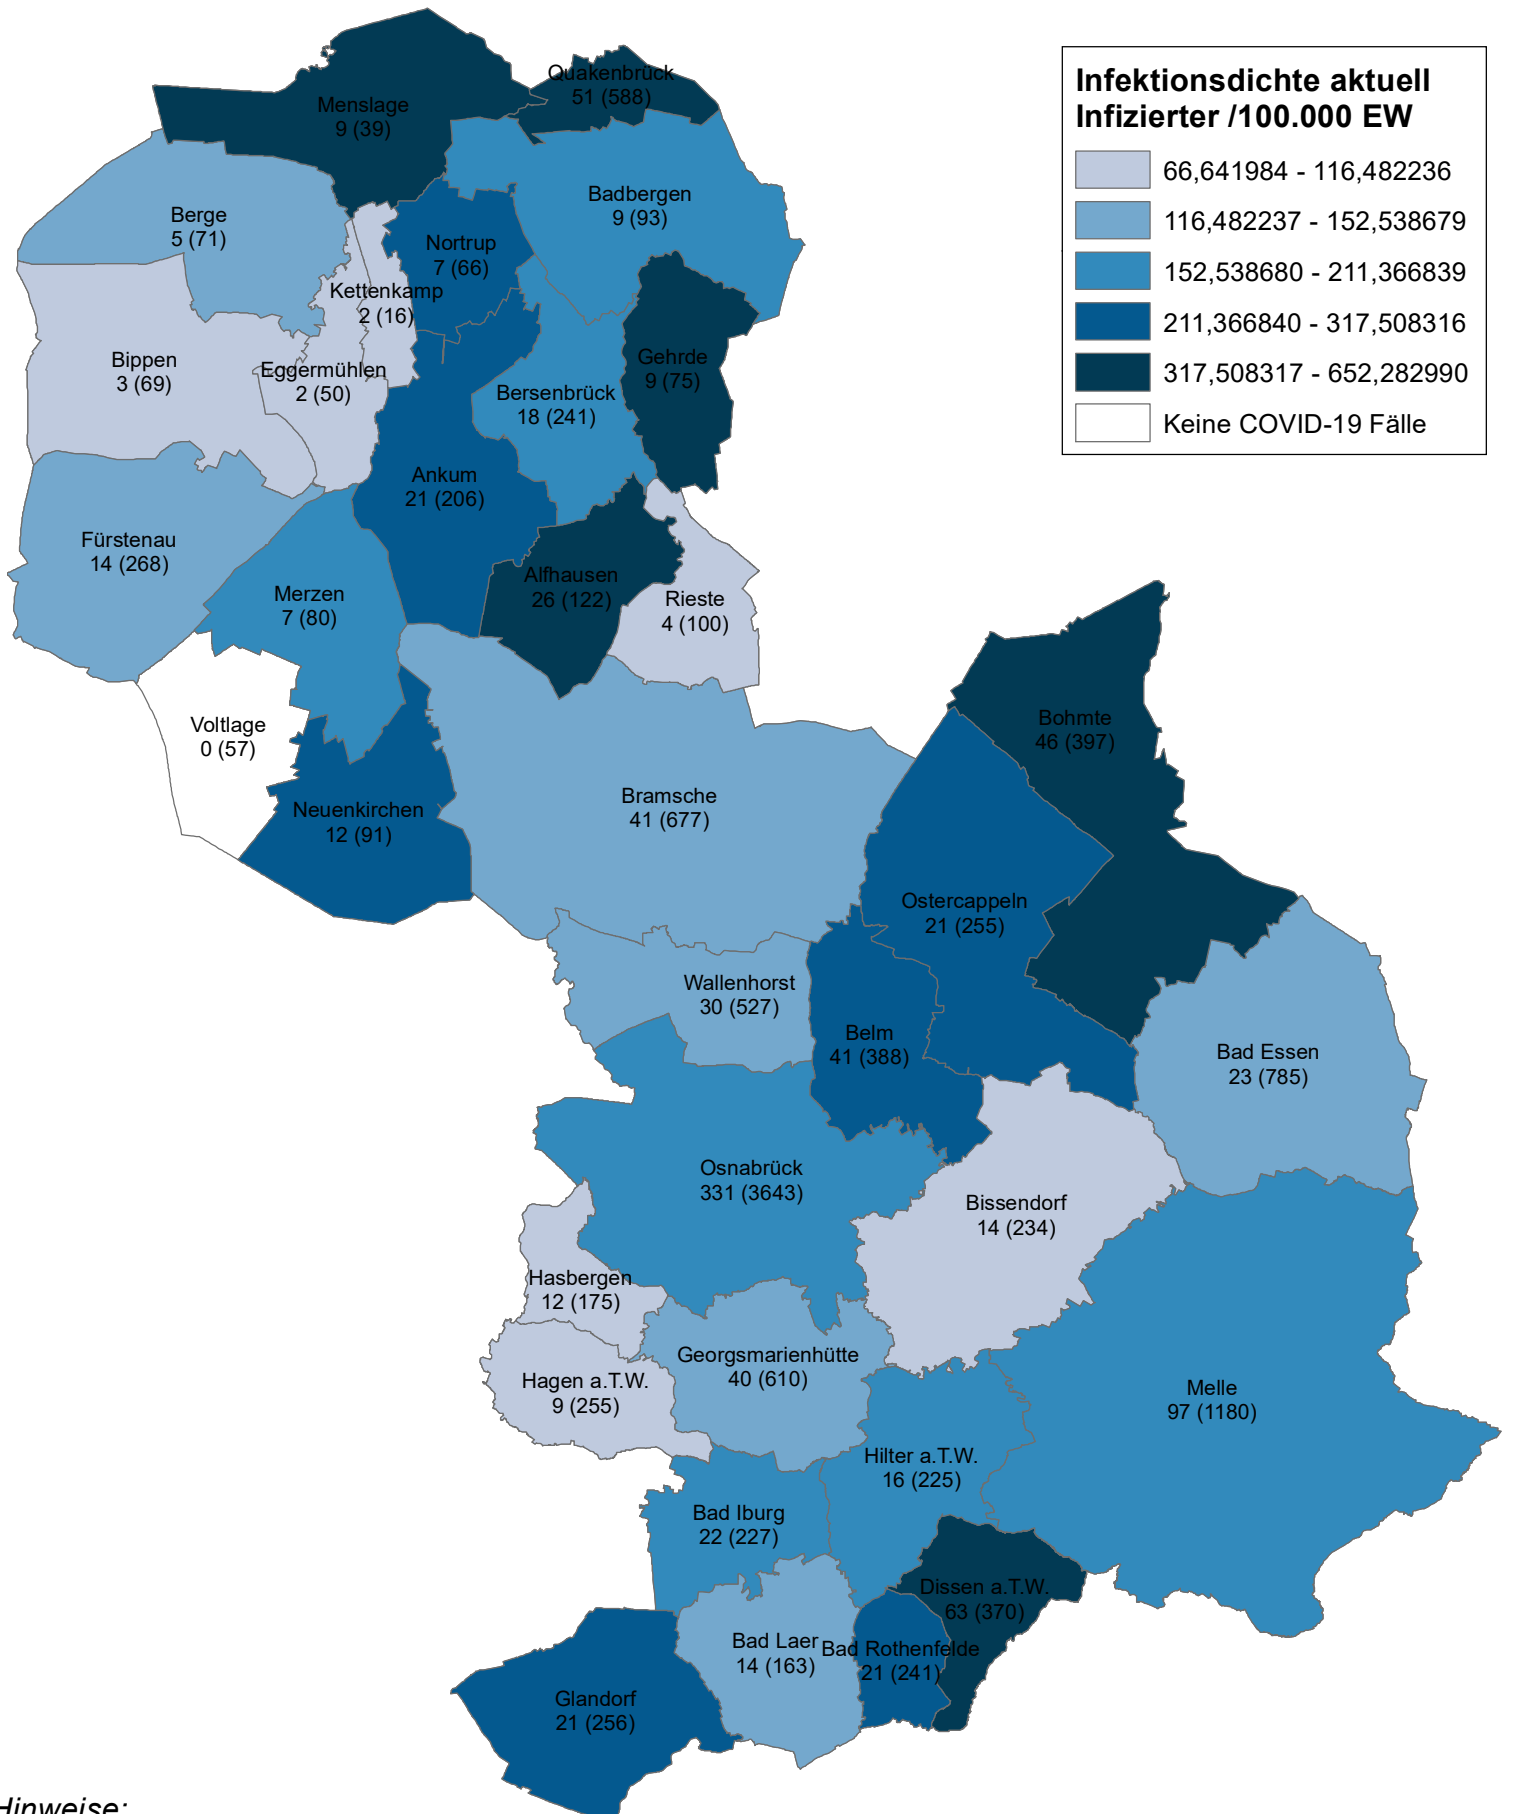 Infektionsdichte aktuell
Infizierter /100.000 EW
66,641984 - 116,482236
116,482237 - 152,538679
152,538680 - 211,366839
211,366840 - 317,508316
317,508317 - 652,282990
Keine COVID-19 Fälle
Quakenbrück
51 (588)
Menslage
9 (39)
Badbergen
9 (93)
Berge
5 (71)
Nortrup
7 (66)
Kettenkamp
2 (16)
Bippen
3 (69)
Eggermühlen
2 (50)
Gehrde
9 (75)
Bersenbrück
18 (241)
Ankum
21 (206)
Fürstenau
14 (268)
Merzen
7 (80)
Alfhausen
26 (122)
Rieste
4 (100)
Voltlage
0 (57)
Bohmte
46 (397)
Neuenkirchen
12 (91)
Bramsche
41 (677)
Ostercappeln
21 (255)
Wallenhorst
30 (527)
Belm
41 (388)
Bad Essen
23 (785)
Osnabrück
331 (3643)
Bissendorf
14 (234)
Hasbergen
12 (175)
Georgsmarienhütte
40 (610)
Hagen a.T.W.
9 (255)
Melle
97 (1180)
Hilter a.T.W.
16 (225)
Bad Iburg
22 (227)
Dissen a.T.W.
63 (370)
Bad Laer
14 (163)
Bad Rothenfelde
21 (241)
Glandorf
21 (256)
Hinweise: